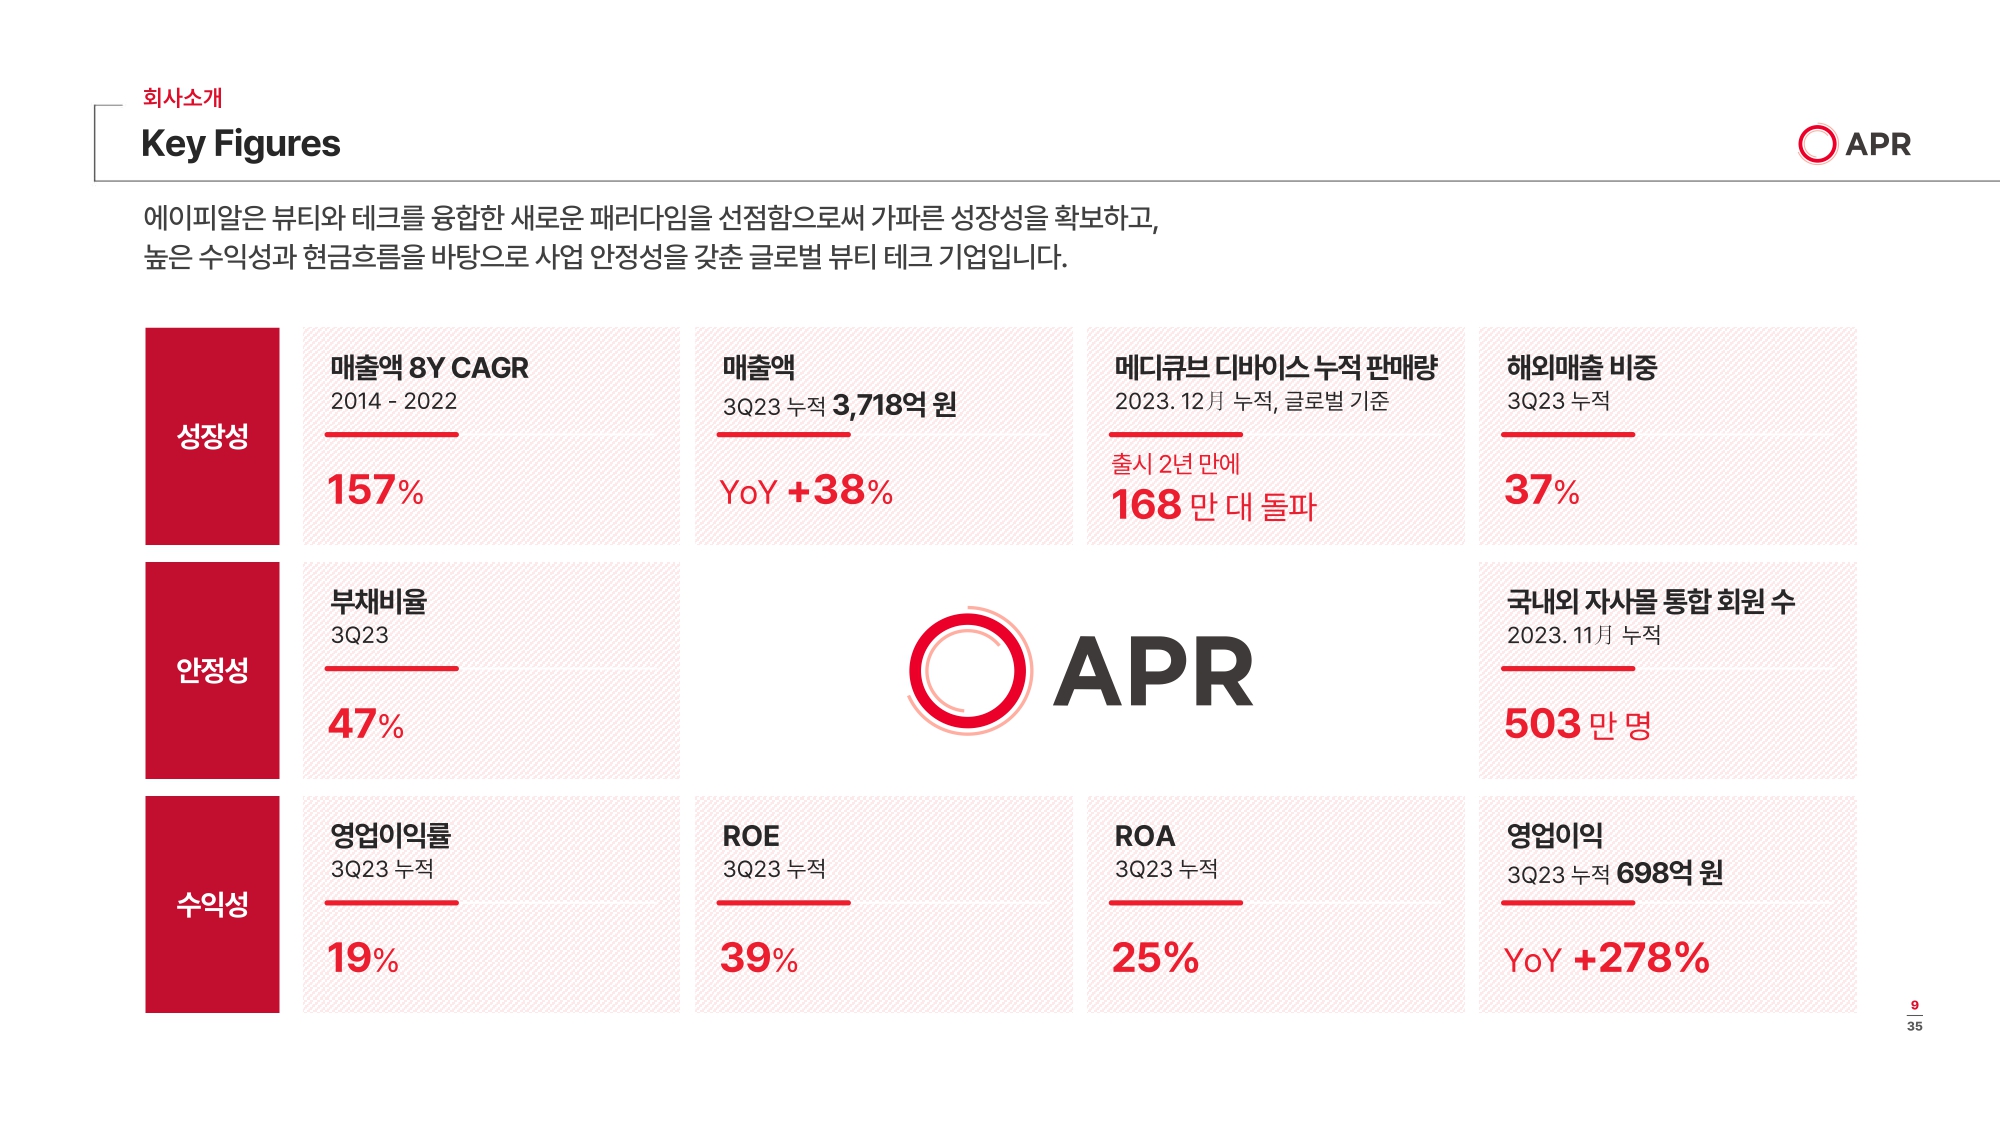 회사소개
Key Figures
APR
에이피알은 뷰티와 테크를 융합한 새로운 패러다임을 선점함으로써 가파른 성장성을 확보하고,
높은 수익성과 현금흐름을 바탕으로 사업 안정성을 갖춘 글로벌 뷰티 테크 기업입니다.
성장성
매출액 8Y CAGR
2014 - 2022
157%
매출액
3Q23 누적 3,718억 원
YoY +38%
메디큐브 디바이스 누적 판매량
2023. 12月 누적, 글로벌 기준
출시 2년 만에
168 만 대 돌파
해외매출 비중
3Q23 누적
37%
안정성
부채비율
3Q23
47%
APR
국내외 자사몰 통합 회원 수
2023. 11月 누적
503 만 명
수익성
영업이익률
3Q23 누적
19%
ROE
3Q23 누적
39%
ROA
3Q23 누적
25%
영업이익
3Q23 누적 698억 원
YoY +278%
9
35